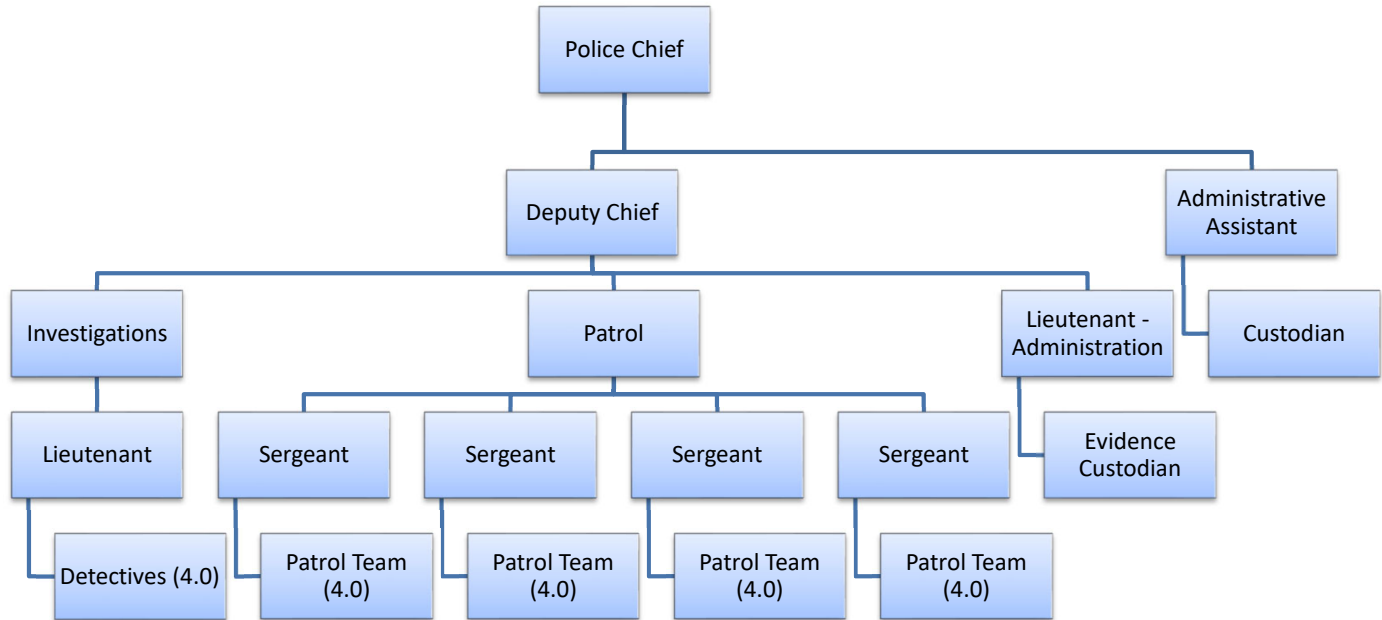 Police Chief
Deputy Chief
Administrative
Assistant
Investigations
Patrol
Lieutenant -
Administration
Custodian
Lieutenant
Sergeant
Sergeant
Sergeant
Sergeant
Evidence
Custodian
Detectives (4.0)
Patrol Team
(4.0)
Patrol Team
(4.0)
Patrol Team
(4.0)
Patrol Team
(4.0)